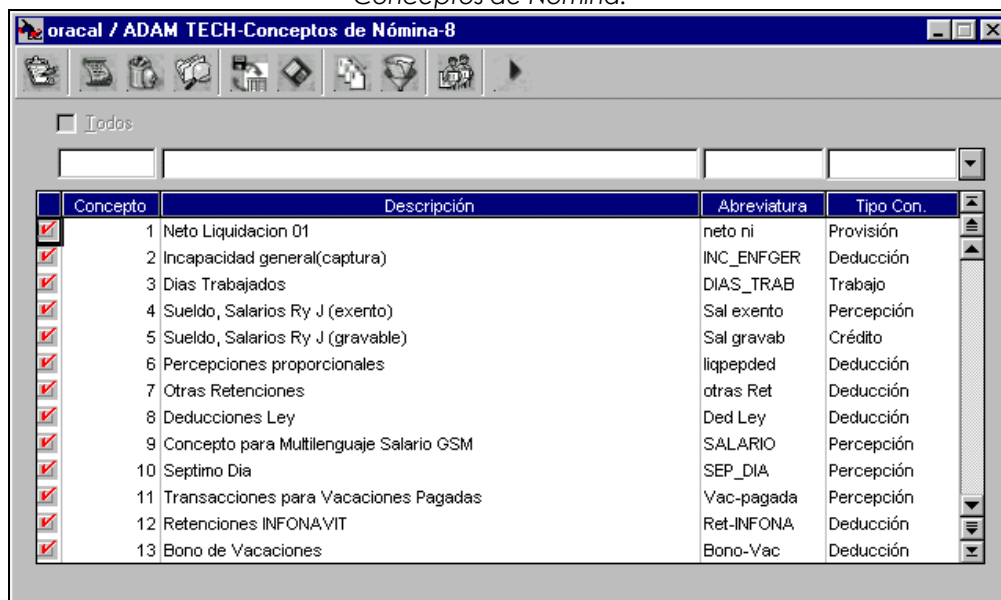 Conceptos de Nómina.
oracal / ADAM TECH-Conceptos de Nómina-8
Todos
Concepto Descripción Abreviatura Tipo Con.
1 Neto Liquidacion 01 neto ni Provisión
2 Incapacidad general(captura) INC_ENFGER Deducción
3 Dias Trabajados DIAS_TRAB Trabajo
4 Sueldo, Salarios Ry J (exento) Sal exento Percepción
5 Sueldo, Salarios Ry J (gravable) Sal gravab Crédito
6 Percepciones proporcionales liqpepded Deducción
7 Otras Retenciones otras Ret Deducción
8 Deducciones Ley Ded Ley Deducción
9 Concepto para Multilenguaje Salario GSM SALARIO Percepción
10 Septimo Dia SEP_DIA Percepción
11 Transacciones para Vacaciones Pagadas Vac-pagada Percepción
12 Retenciones INFONAVIT Ret-INFONA Deducción
13 Bono de Vacaciones Bono-Vac Deducción